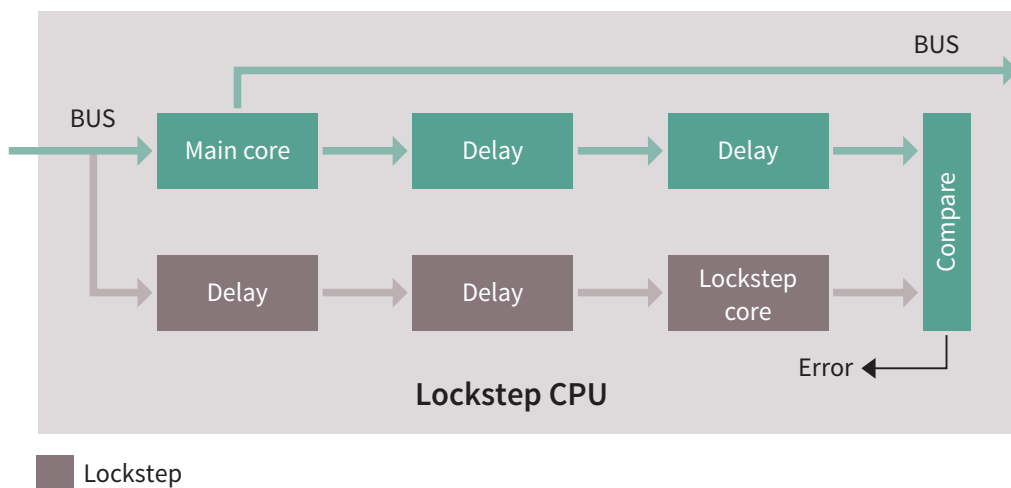 BUS
BUS
Main core
Delay
Delay
Compare
Delay
Delay
Lockstep
core
Error
Lockstep CPU
Lockstep